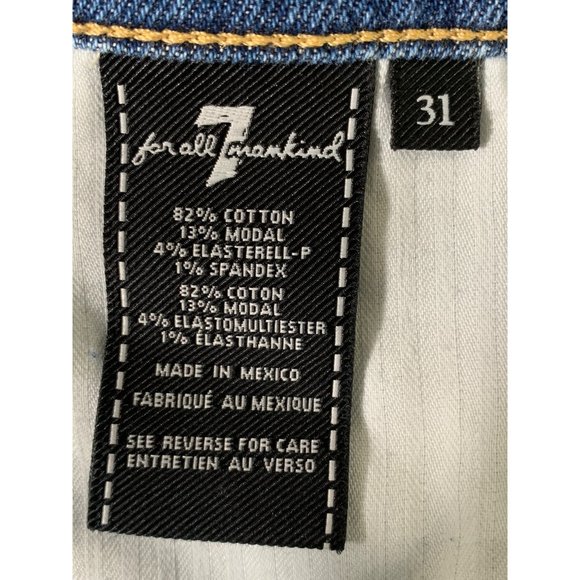 31
7
for all mankind
82% COTTON
13% MODAL
4% ELASTERELL-P
1% SPANDEX
82% COTON
13% MODAL
4% ELASTOMULTIESTER
1% ÉLASTHANNE
MADE IN MEXICO
FABRIQUÉ AU MEXIQUE
SEE REVERSE FOR CARE
ENTRETIEN AU VERSO